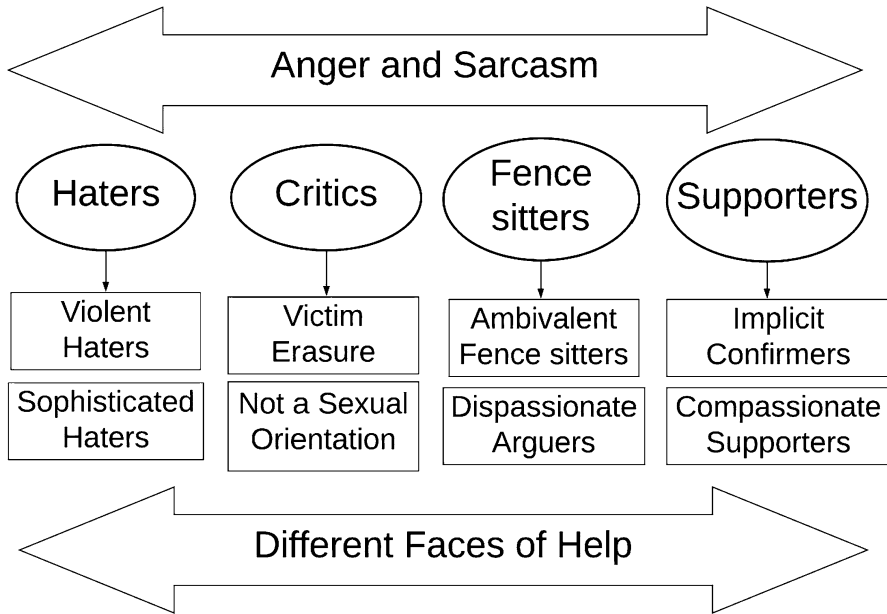 Anger and Sarcasm
Haters
Critics
Fence
sitters
Supporters
Violent
Haters
Victim
Erasure
Ambivalent
Fence sitters
Implicit
Confirmers
Sophisticated
Haters
Not a Sexual
Orientation
Dispassionate
Arguers
Compassionate
Supporters
Different Faces of Help